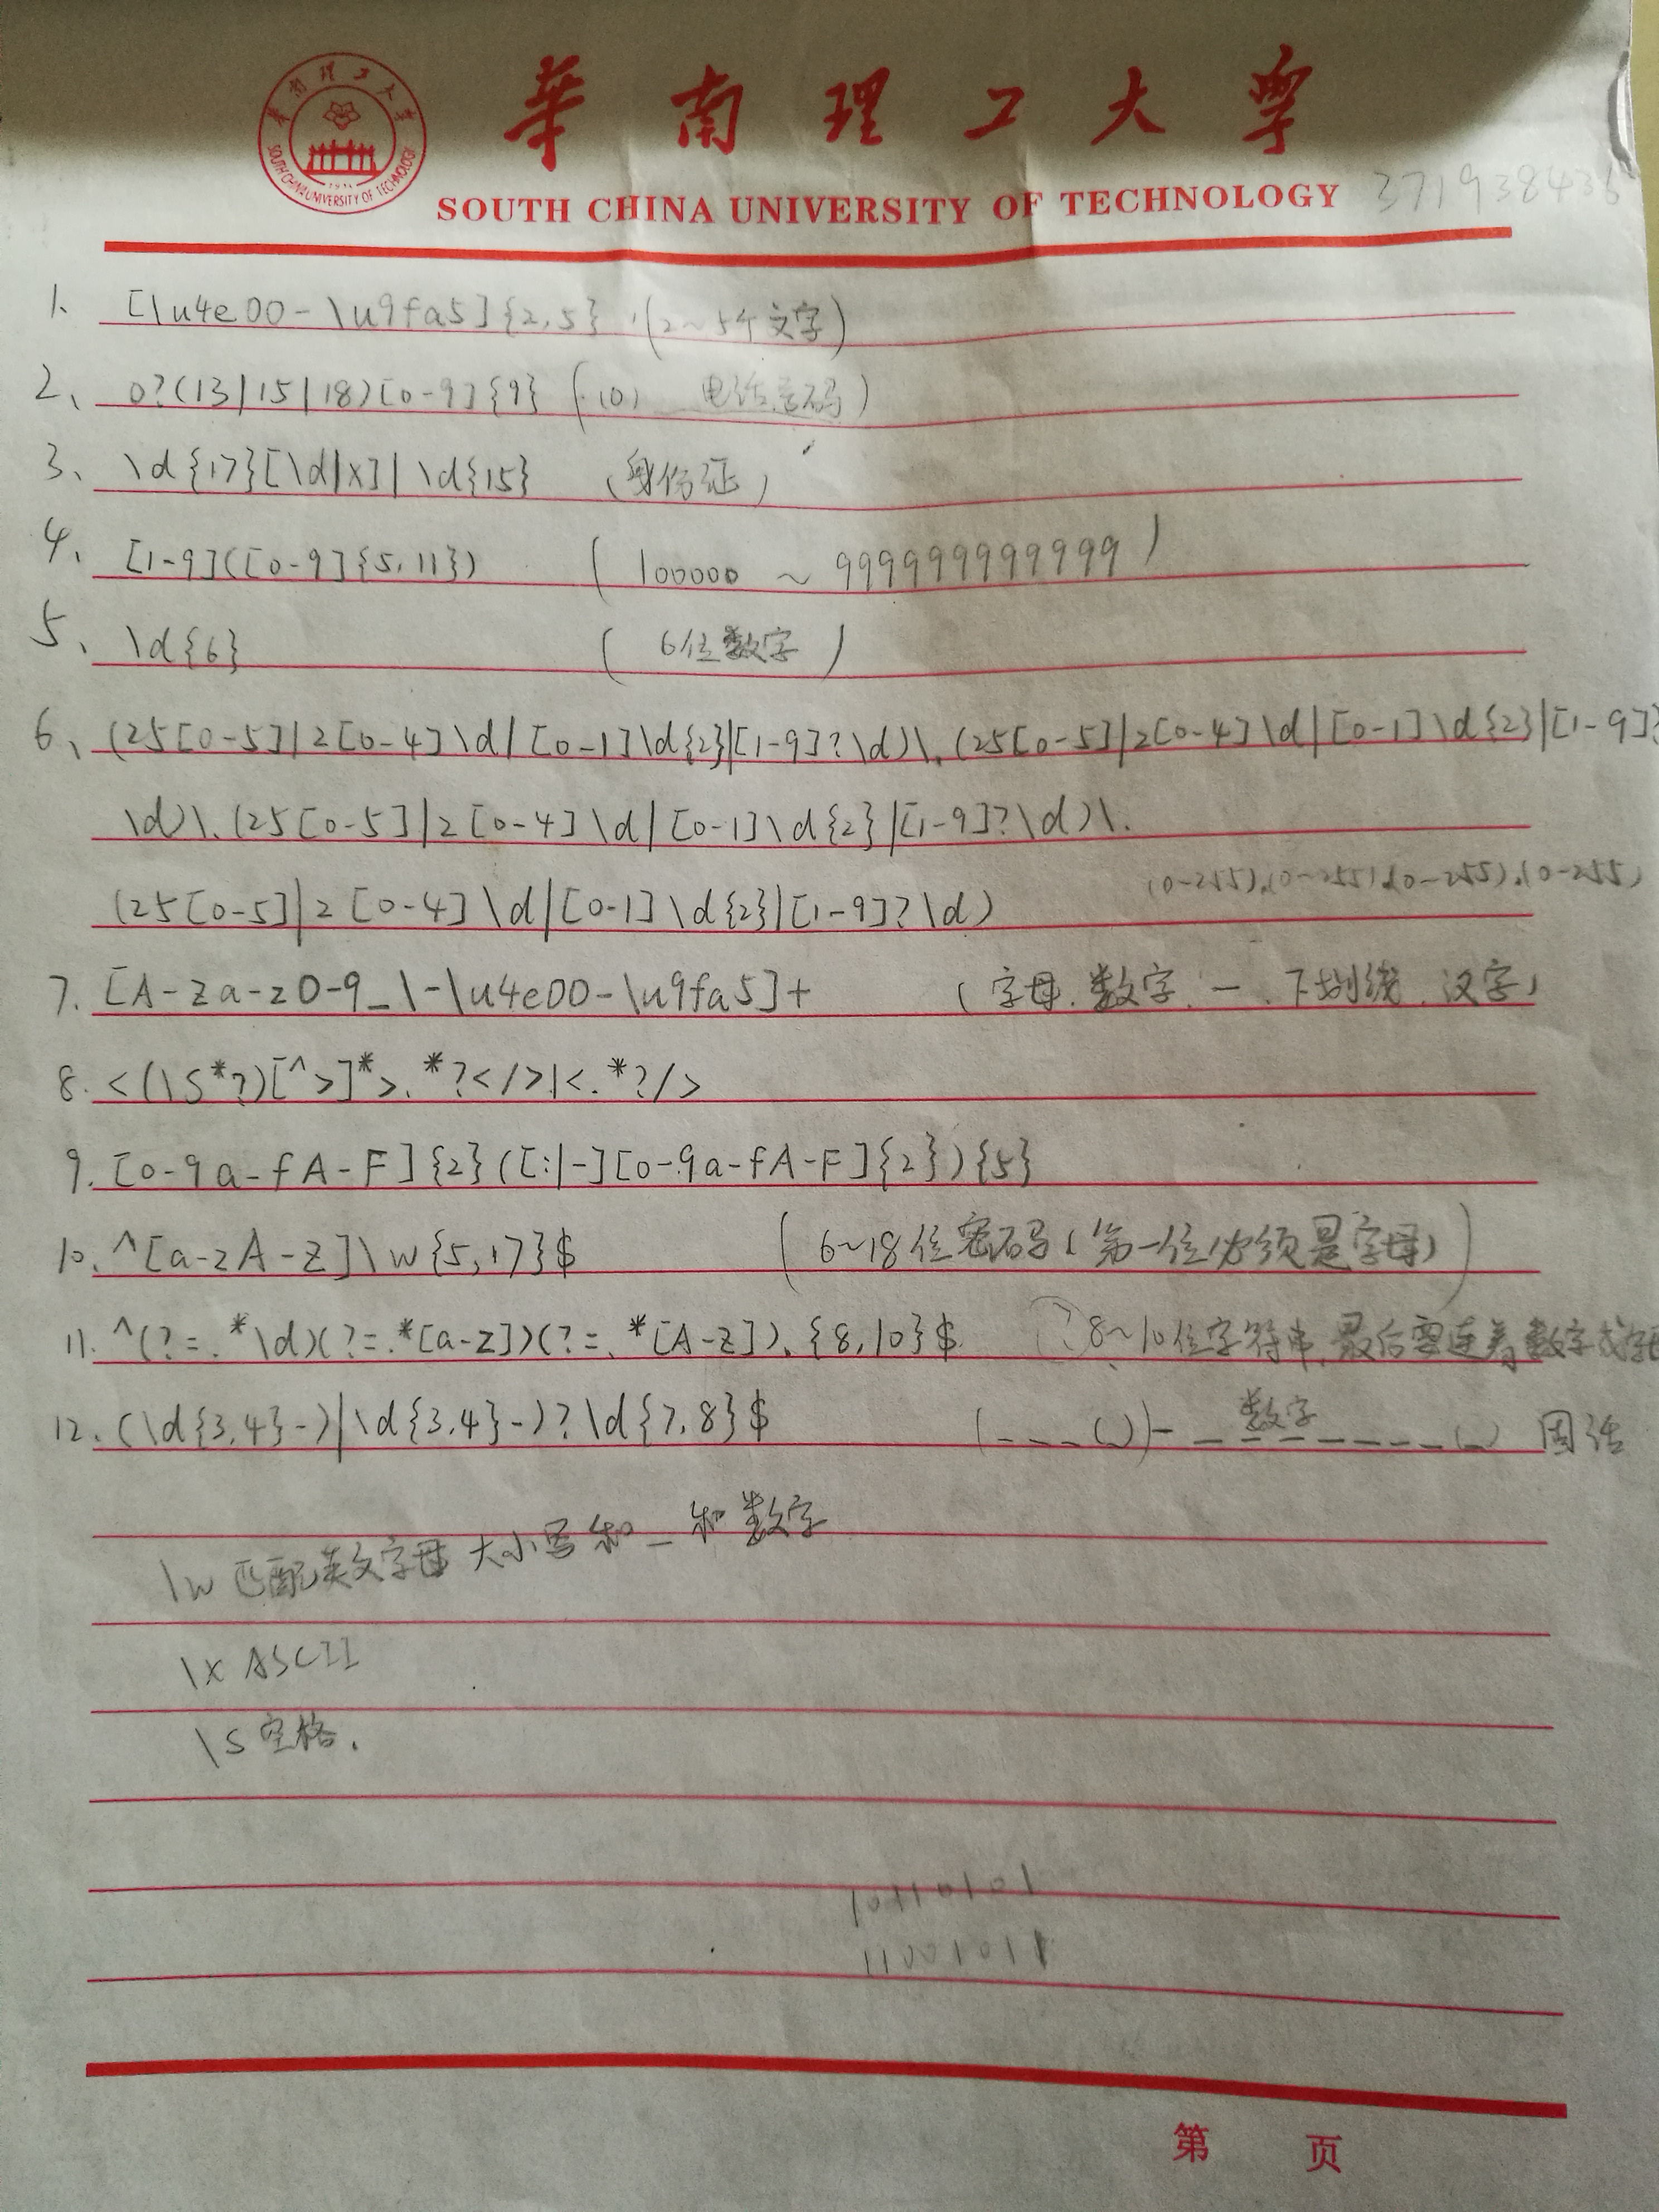 華南理工大學
SOUTH CHINA UNIVERSITY OF TECHNOLOGY 371938436
1. [\u4e00-\u9fa5]{2,5} (2~5个文字)
2、 0?(13|15|18)[0-9]{9} ( 电话号码)
3、 \d{17}[\d|x]|\d{15} (身份证)
4、 [1-9]([0-9]{5,11}) (100000 ~ 999999999999)
5、 \d{6} (6位数字)
6、 (25[0-5]|2[0-4]\d|[0-1]\d{2}|[1-9]?\d)\.(25[0-5]|2[0-4]\d|[0-1]\d{2}|[1-9]?
\d)\.(25[0-5]|2[0-4]\d|[0-1]\d{2}|[1-9]?\d)\.
(0-255).(0~255).(0-255).(0-255)
(25[0-5]|2[0-4]\d|[0-1]\d{2}|[1-9]?\d)
7. [A-Za-z0-9_\-\u4e00-\u9fa5]+ (字母、数字、一、下划线、汉字)
8. <(\S*?)[^>]*>.*?</>|<.*?/>
9. [0-9a-fA-F]{2}([:|-][0-9a-fA-F]{2}){5}
10. ^[a-zA-Z]\w{5,17}$ (6~18位密码(第一位必须是字母)
11. ^(?=.*\d)(?=.*[a-z])(?=.*[A-Z]).{8,10}$ (?)8~10位字符串,最后需连着数字或字母
12. (\d{3,4}-)|\d{3,4}-)?\d{7,8}$ (___(_))- 数字 _______(_) 固话
\w 匹配英文字母大小写和_和数字
\x ASCII
\s 空格.
10110101
11001011
第 页